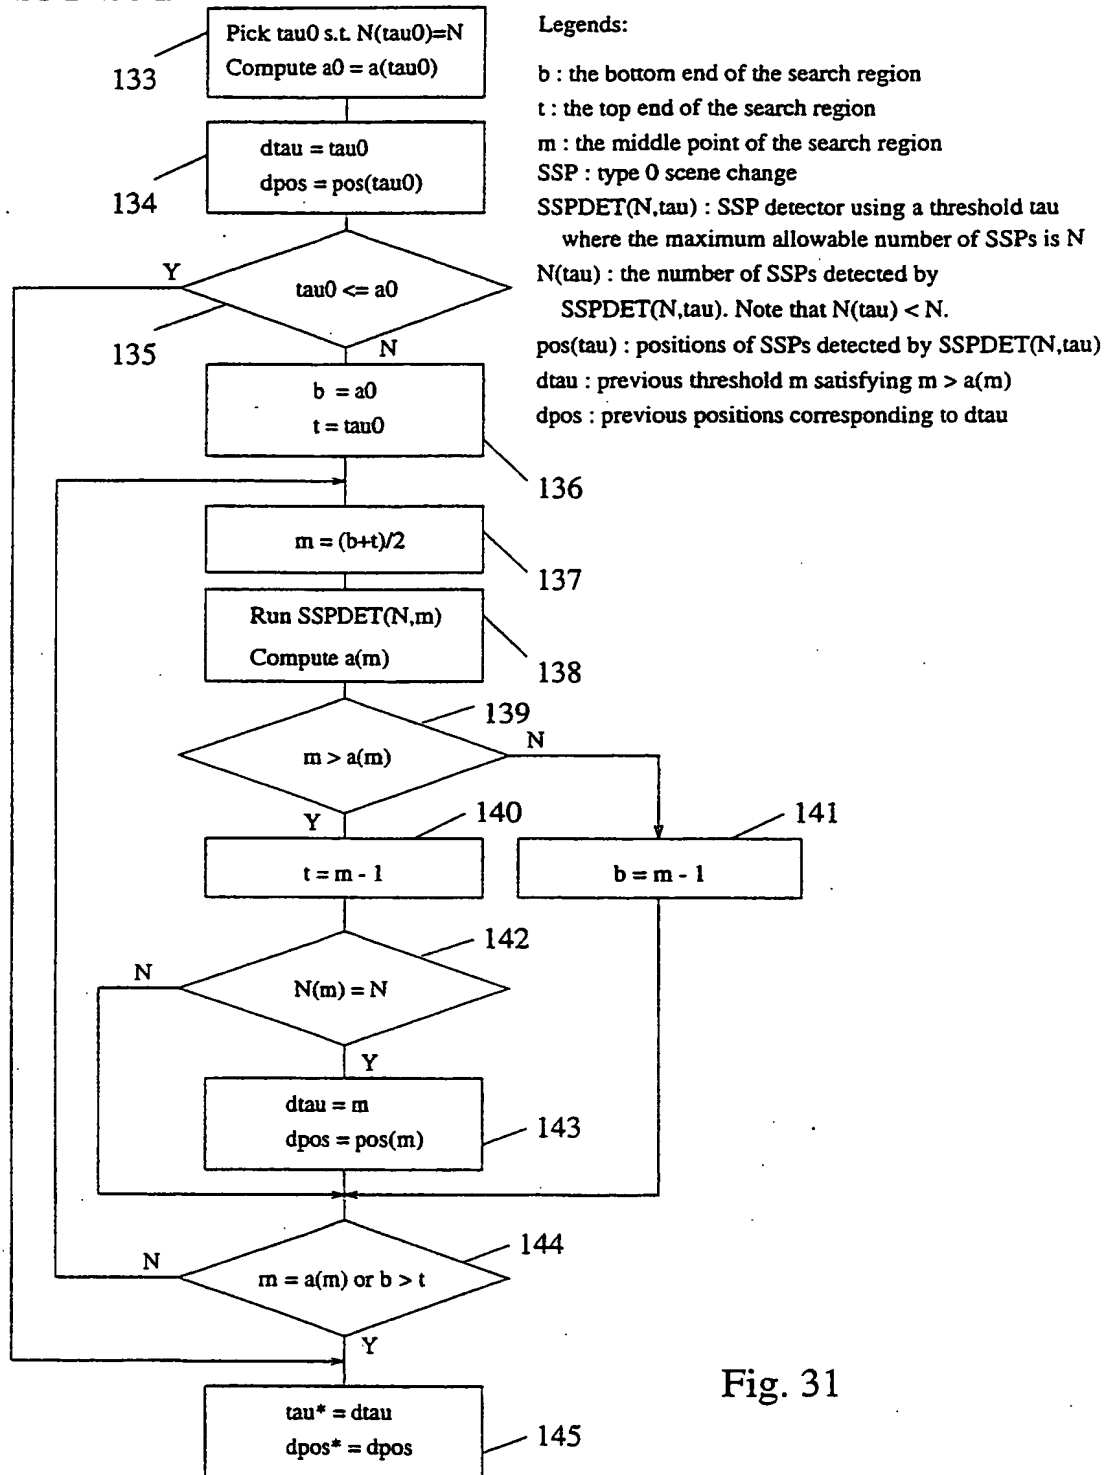 Pick tau0 s.t. N(tau0)=N
Compute a0 = a(tau0)
133
dtau = tau0
dpos = pos(tau0)
134
Y
tau0 <= a0
135
N
b = a0
t = tau0
136
m = (b+t)/2
137
Run SSPDET(N,m)
Compute a(m)
138
139
m > a(m)
N
Y
140
141
t = m - 1
b = m - 1
142
N
N(m) = N
Y
dtau = m
dpos = pos(m)
143
144
N
m = a(m) or b > t
Y
tau* = dtau
dpos* = dpos
145
Legends:
b : the bottom end of the search region
t : the top end of the search region
m : the middle point of the search region
SSP : type 0 scene change
SSPDET(N,tau) : SSP detector using a threshold tau
where the maximum allowable number of SSPs is N
N(tau) : the number of SSPs detected by
SSPDET(N,tau). Note that N(tau) < N.
pos(tau) : positions of SSPs detected by SSPDET(N,tau)
dtau : previous threshold m satisfying m > a(m)
dpos : previous positions corresponding to dtau
Fig. 31